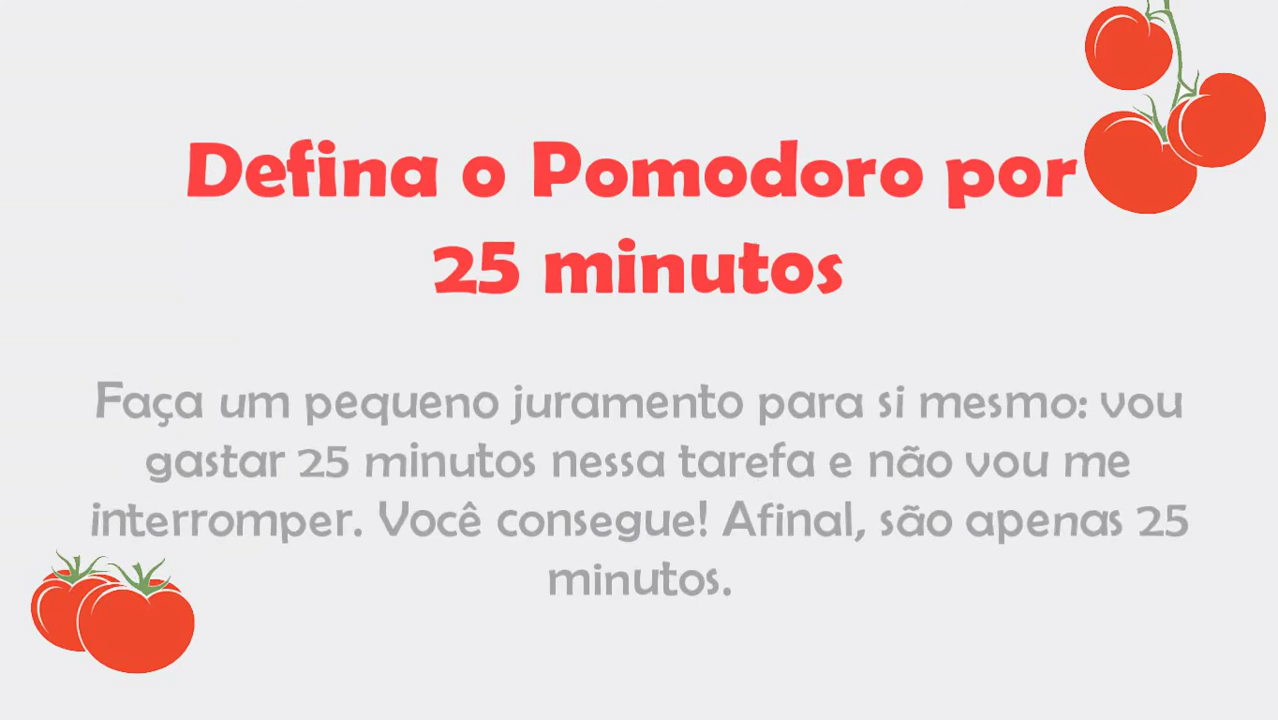 Defina o Pomodoro por
25 minutos
Faça um pequeno juramento para si mesmo: vou
gastar 25 minutos nessa tarefa e não vou me
interromper. Você consegue! Afinal, são apenas 25
minutos.